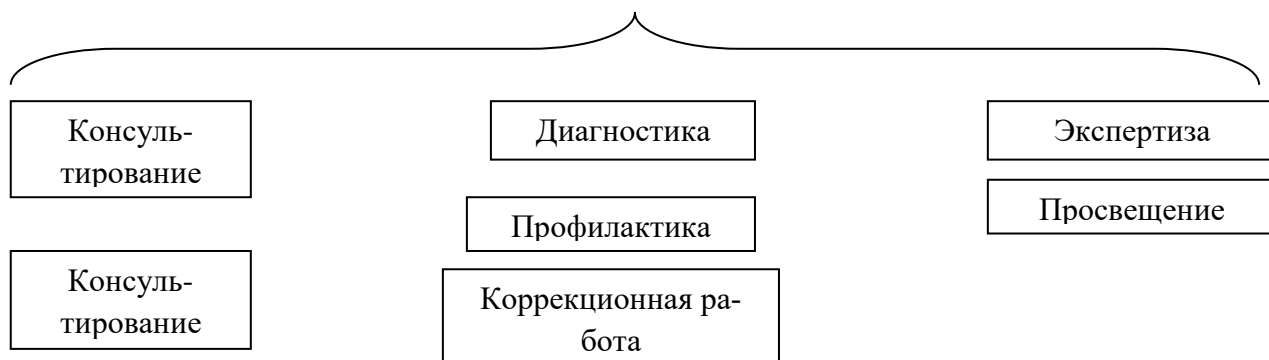 Консуль-
тирование
Диагностика
Экспертиза
Просвещение
Профилактика
Консуль-
тирование
Коррекционная ра-
бота